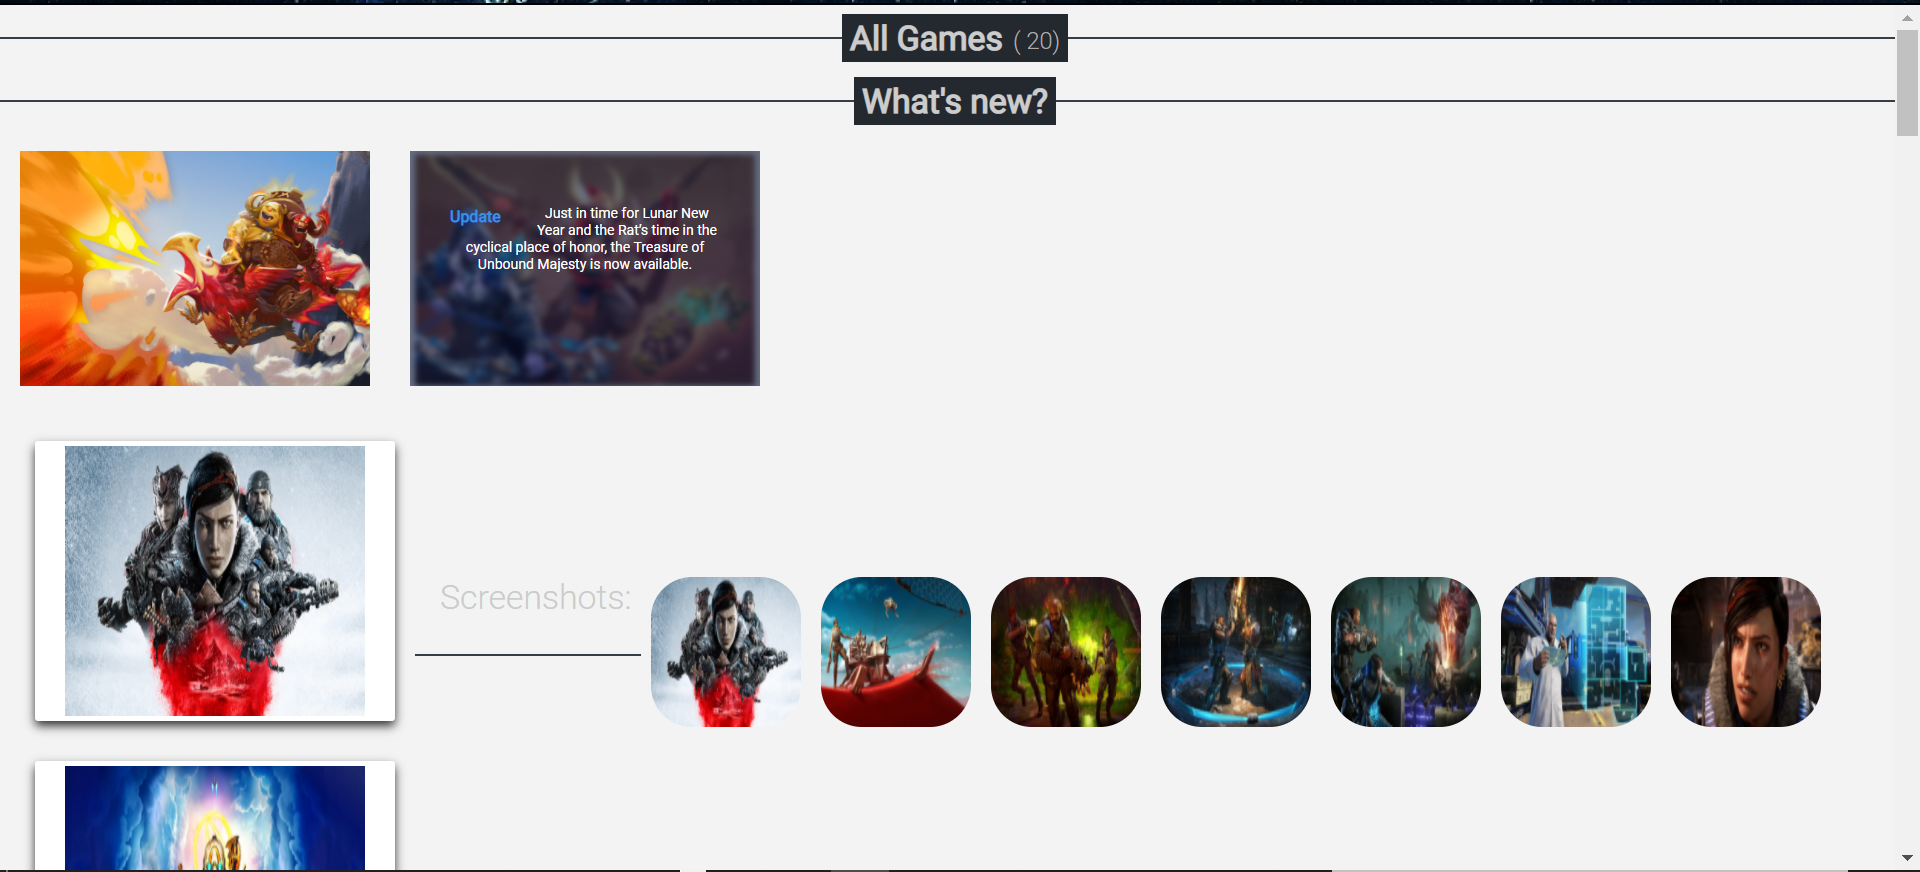 All Games ( 20)
What's new?
Update
Just in time for Lunar New
Year and the Rat's time in the
cyclical place of honor, the Treasure of
Unbound Majesty is now available.
Screenshots: